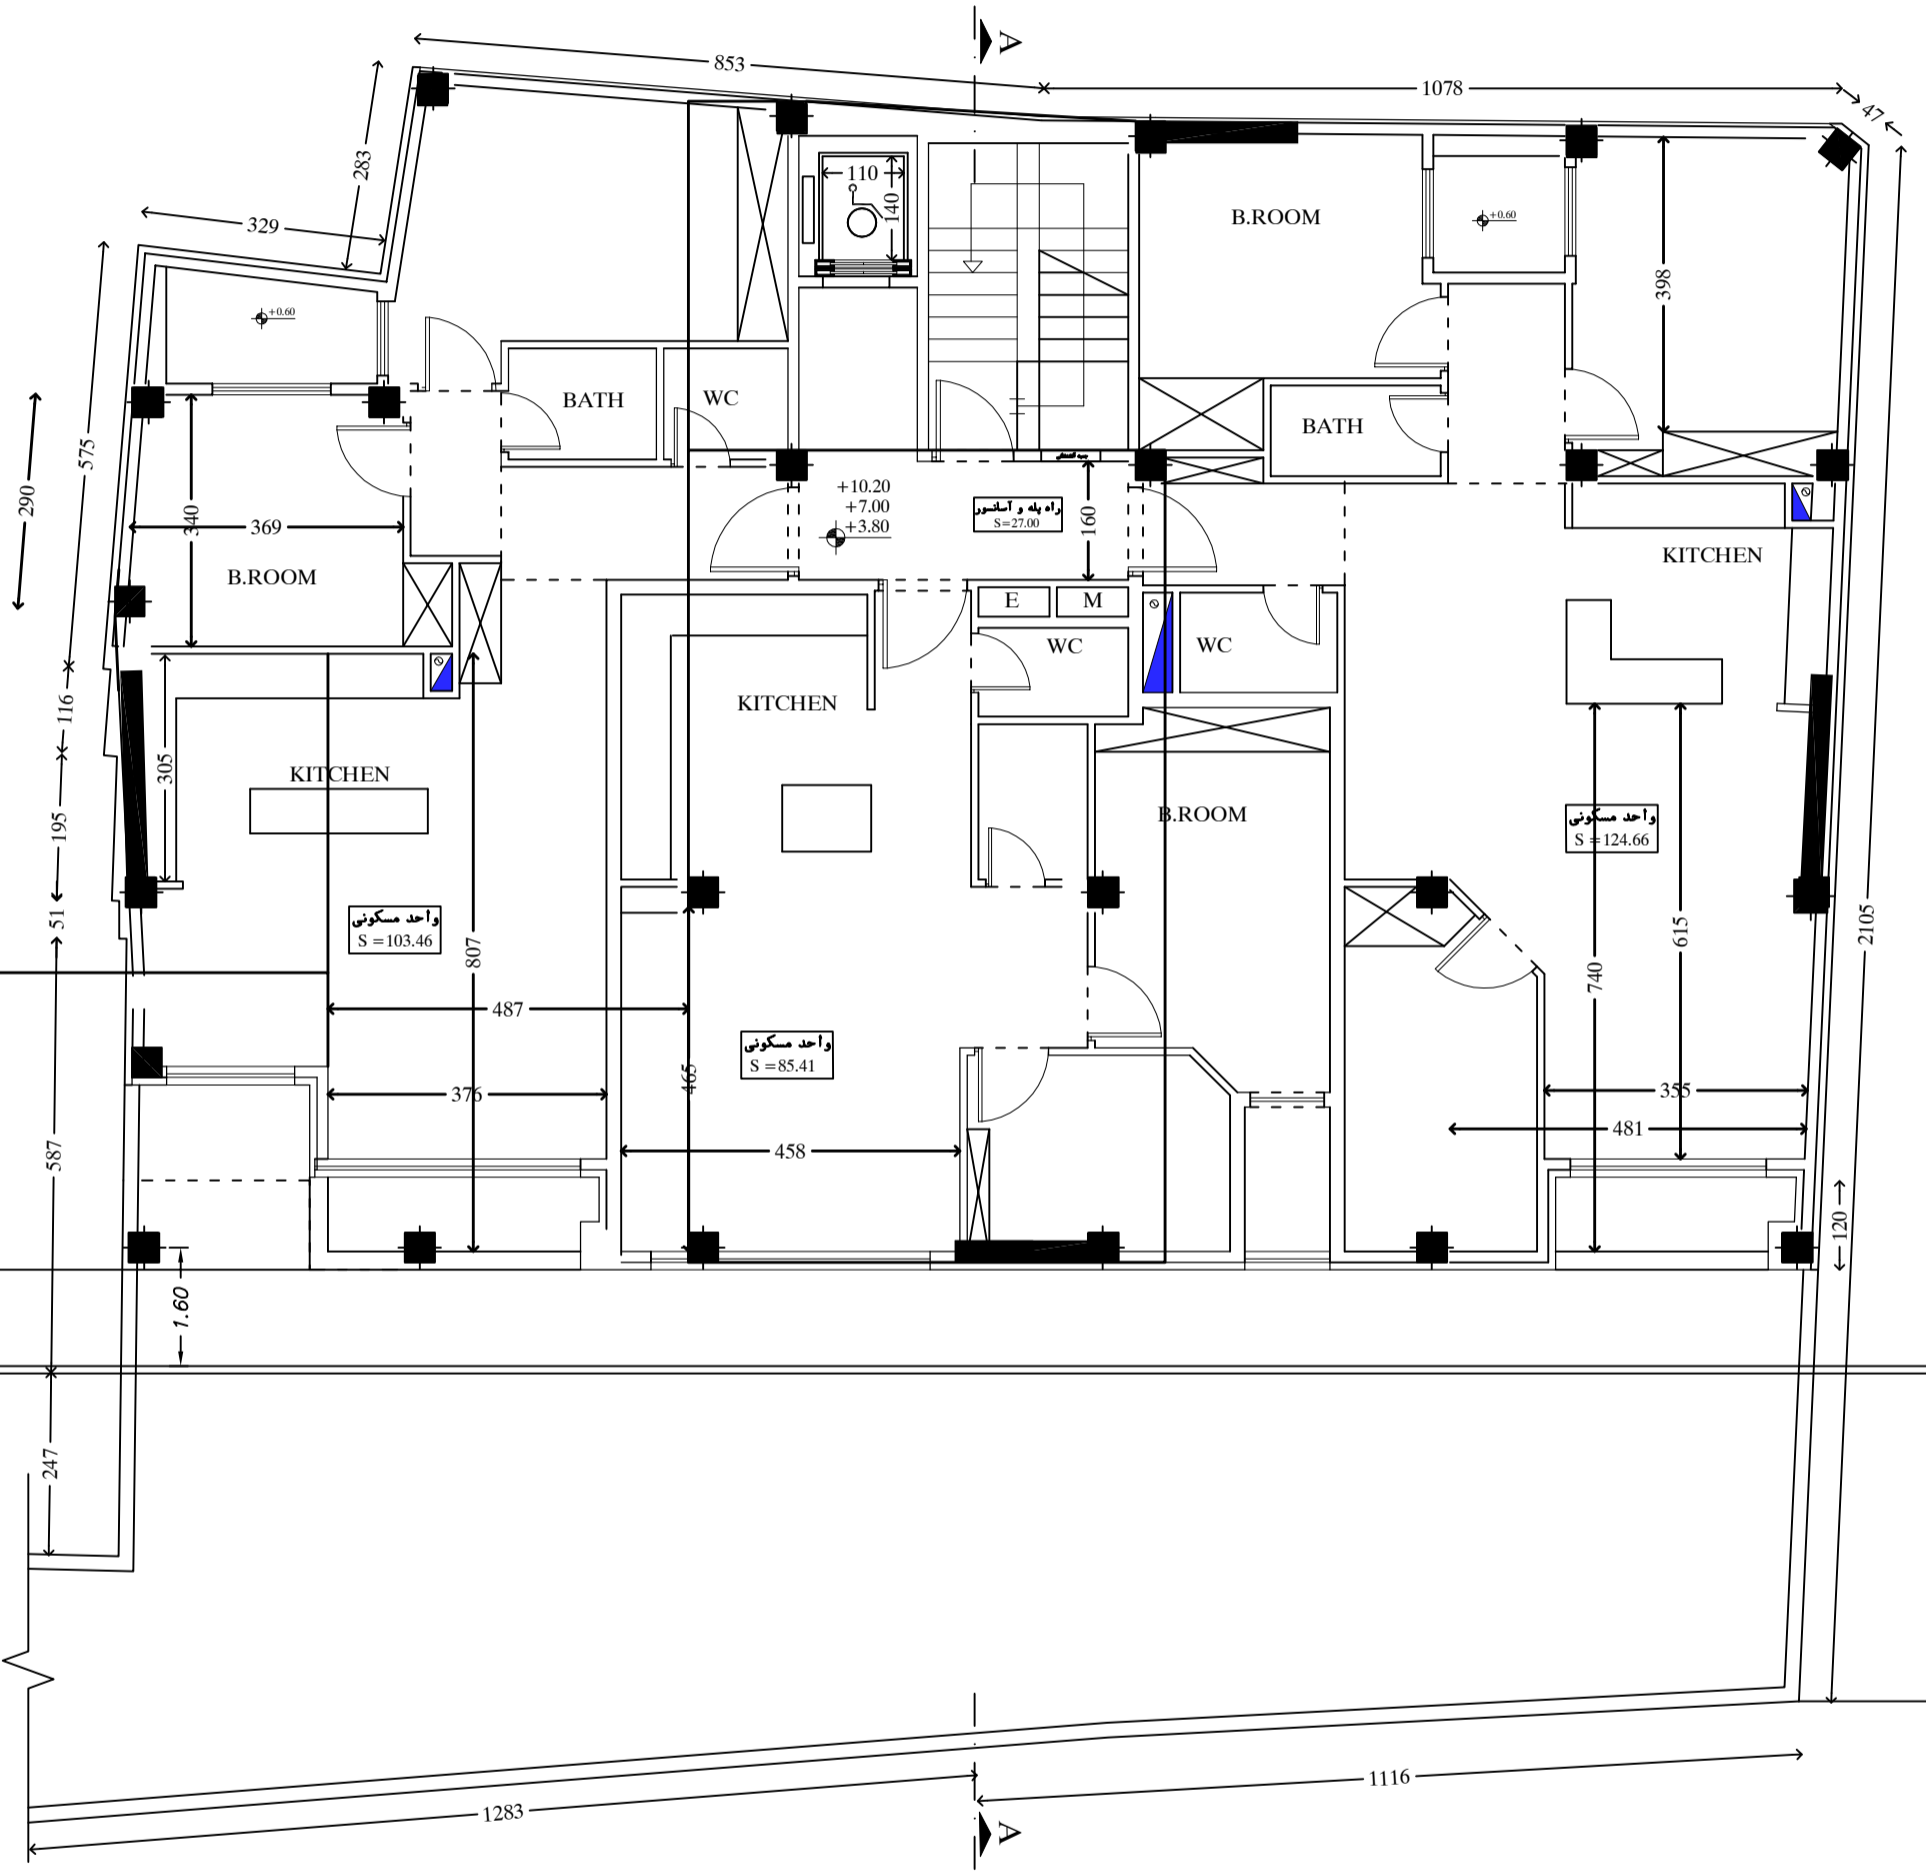 A
853
1078
47
283
110
140
329
B.ROOM
+0.60
398
+0.60
BATH
WC
BATH
575
290
340
369
+10.20
+7.00
+3.80
راه پله و آسانسور
S=27.00
160
KITCHEN
B.ROOM
E
M
WC
WC
116
KITCHEN
305
KITCHEN
195
B.ROOM
واحد مسکونی
S =124.66
51
واحد مسکونی
S =103.46
807
615
2105
740
487
واحد مسکونی
S =85.41
465
376
355
481
587
458
120
1.60
247
1116
1283
A